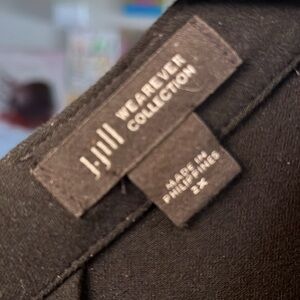 J.Jill WEAREVER
COLLECTION
MADE IN
PHILIPPINES
2X